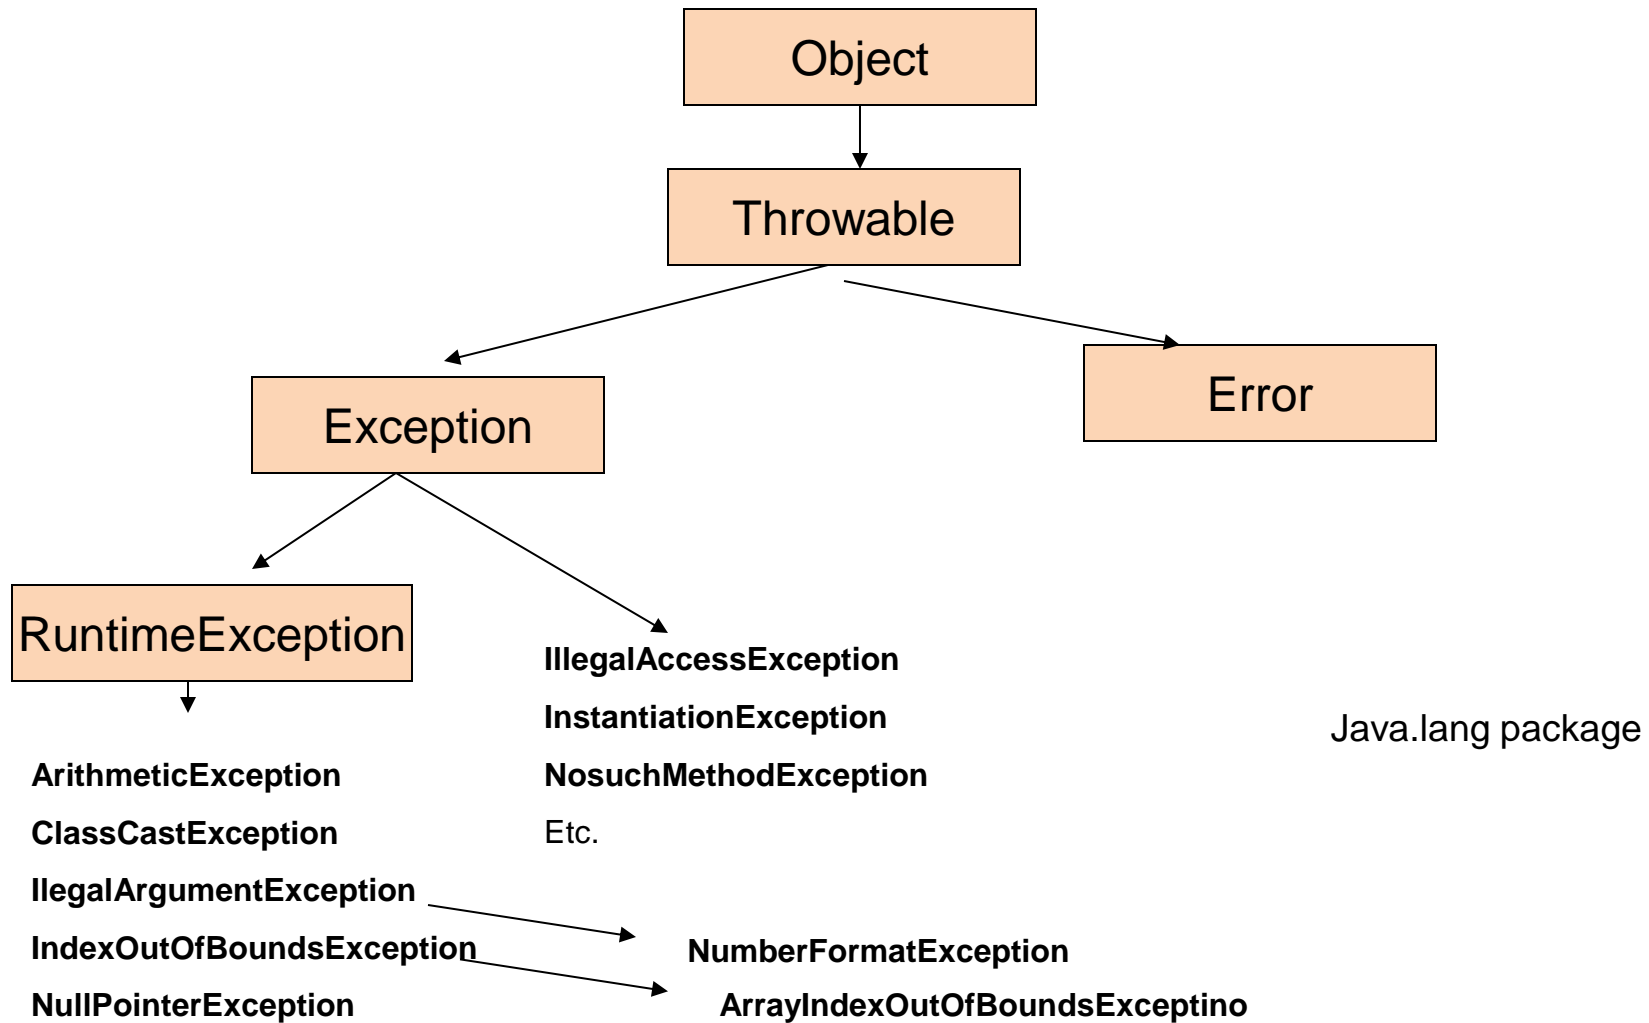 Object
Throwable
Exception
Error
RuntimeException
IllegalAccessException
InstantiationException
NosuchMethodException
Etc.
Java.lang package
ArithmeticException
ClassCastException
IlegalArgumentException
IndexOutOfBoundsException
NullPointerException
NumberFormatException
ArrayIndexOutOfBoundsExceptino